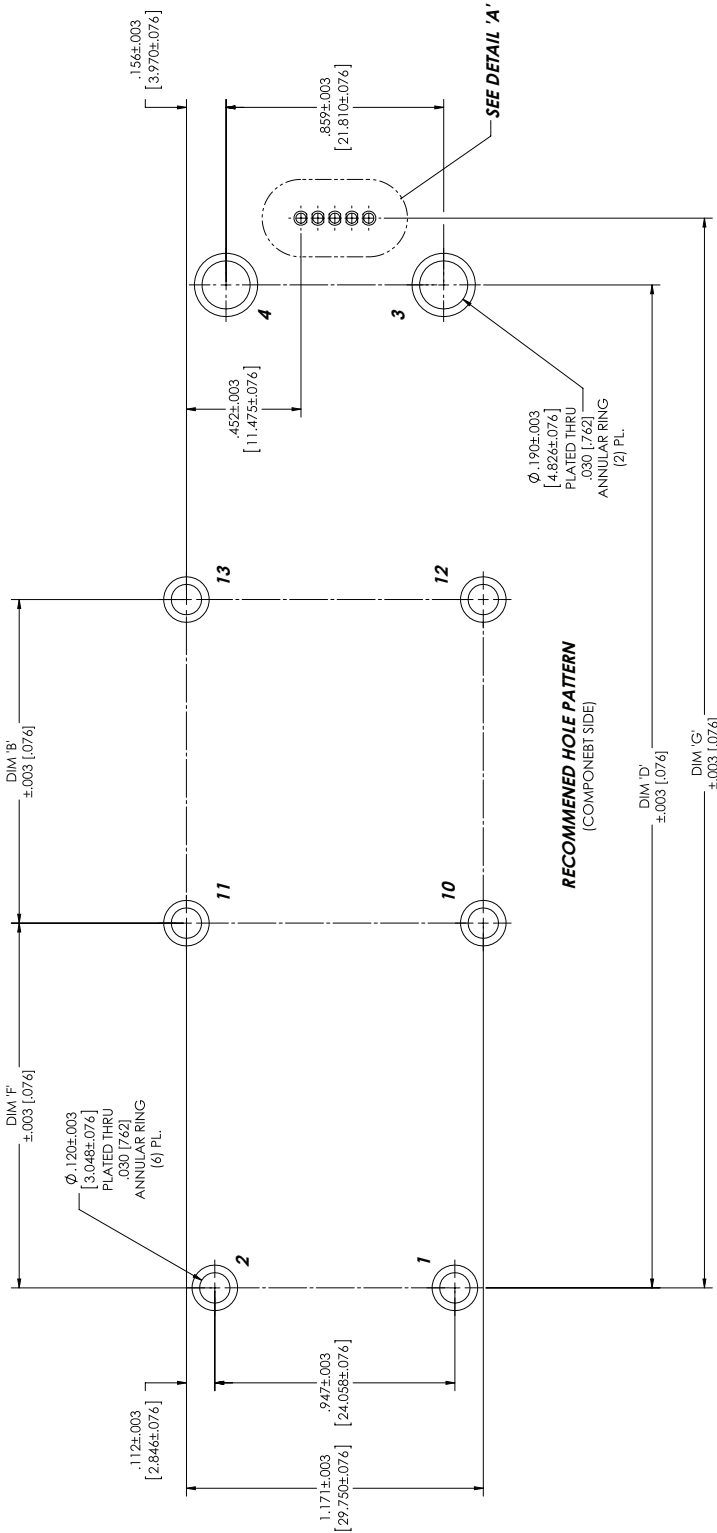 DIM 'F'
±.003 [.076]
DIM 'B'
±.003 [.076]
.156±.003
[3.970±.076]
Ø.120±.003
[3.048±.076]
PLATED THRU
.030 [762]
ANNULAR RING
(6) PL.
.112±.003
[2.846±.076]
2
11
13
4
.452±.003
[11.475±.076]
.859±.003
[21.810±.076]
SEE DETAIL 'A'
.947±.003
[24.058±.076]
1.171±.003
[29.750±.076]
1
10
12
3
Ø.190±.003
[4.826±.076]
PLATED THRU
.030 [.762]
ANNULAR RING
(2) PL.
RECOMMENED HOLE PATTERN
(COMPONEBT SIDE)
DIM 'D'
±.003 [.076]
DIM 'G'
±.003 [.076]